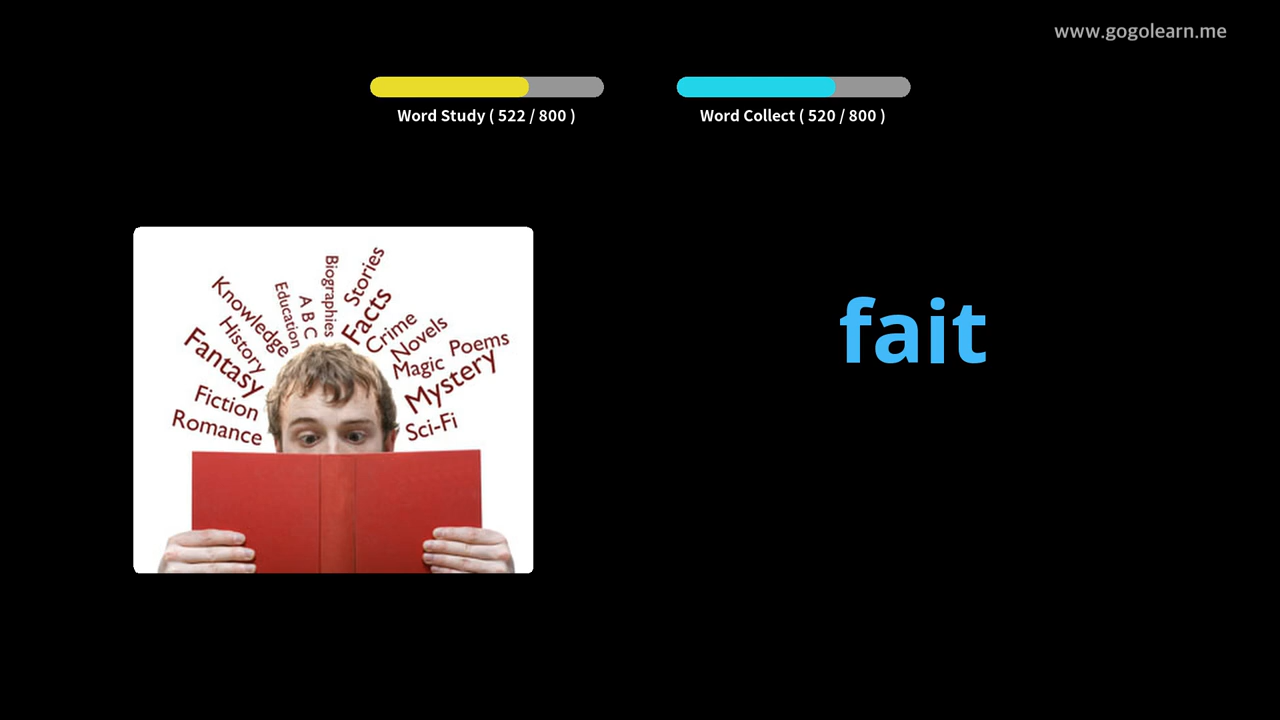 www.gogolearn.me
Word Study ( 522 / 800 )
Word Collect ( 520 / 800 )
Stories
Biographies
Facts
A B C
Education
Knowledge
Crime
Novels
History
Poems
Magic
Fantasy
Mystery
Fiction
Sci-Fi
Romance
fait